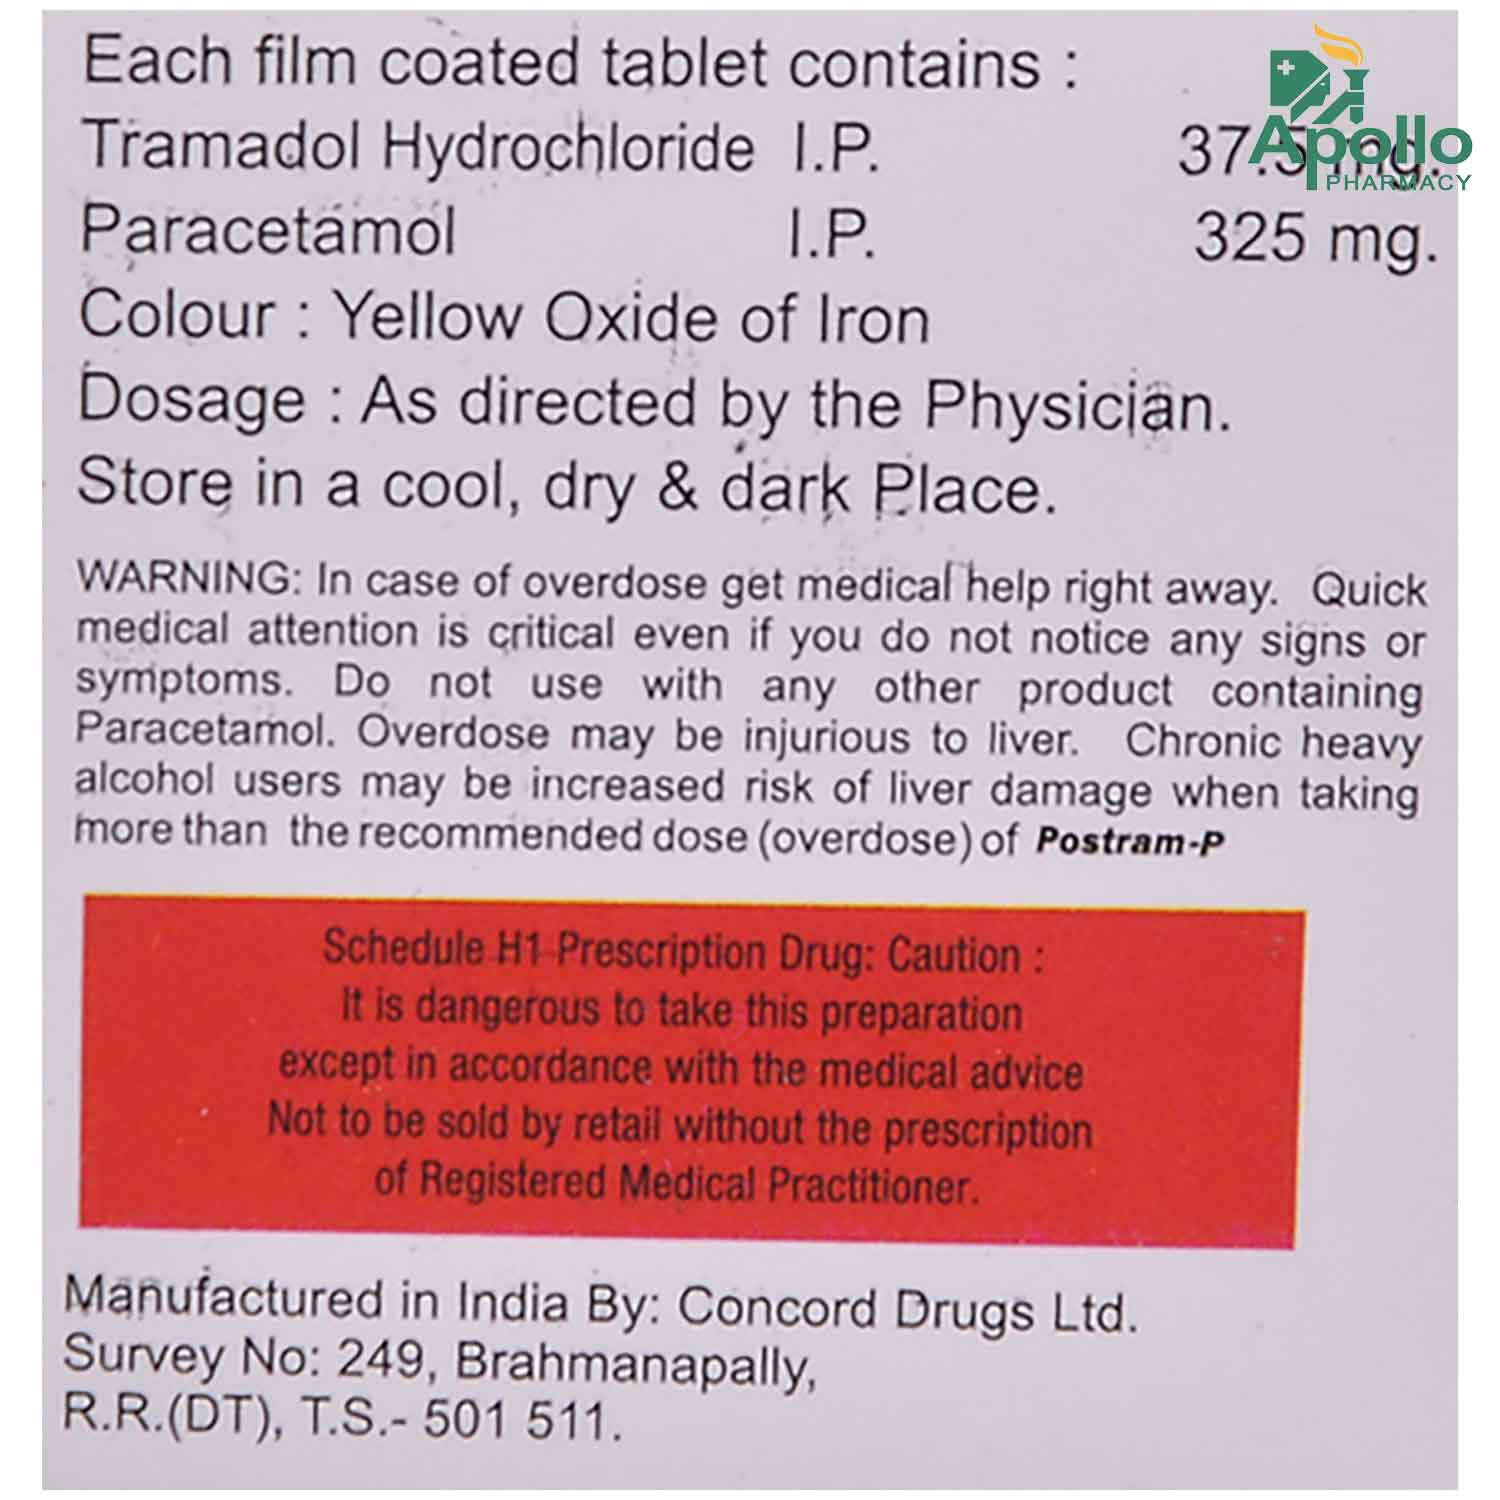 Each film coated tablet contains :
Tramadol Hydrochloride I.P. 37.5 mg.
Paracetamol I.P. 325 mg.
Colour : Yellow Oxide of Iron
Dosage : As directed by the Physician.
Store in a cool, dry & dark Place.
WARNING: In case of overdose get medical help right away. Quick
medical attention is critical even if you do not notice any signs or
symptoms. Do not use with any other product containing
Paracetamol. Overdose may be injurious to liver. Chronic heavy
alcohol users may be increased risk of liver damage when taking
more than the recommended dose (overdose) of Postram-P
Schedule H1 Prescription Drug: Caution :
It is dangerous to take this preparation
except in accordance with the medical advice
Not to be sold by retail without the prescription
of Registered Medical Practitioner.
Manufactured in India By: Concord Drugs Ltd.
Survey No: 249, Brahmanapally,
R.R.(DT), T.S.- 501 511.
Apollo
PHARMACY